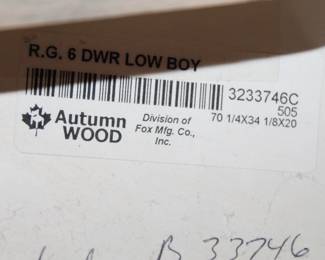 R.G. 6 DWR LOW BOY
3233746C
505
70 1/4X34 1/8X20
Autumn
WOOD
Division of
Fox Mfg. Co.,
Inc.
B 33746